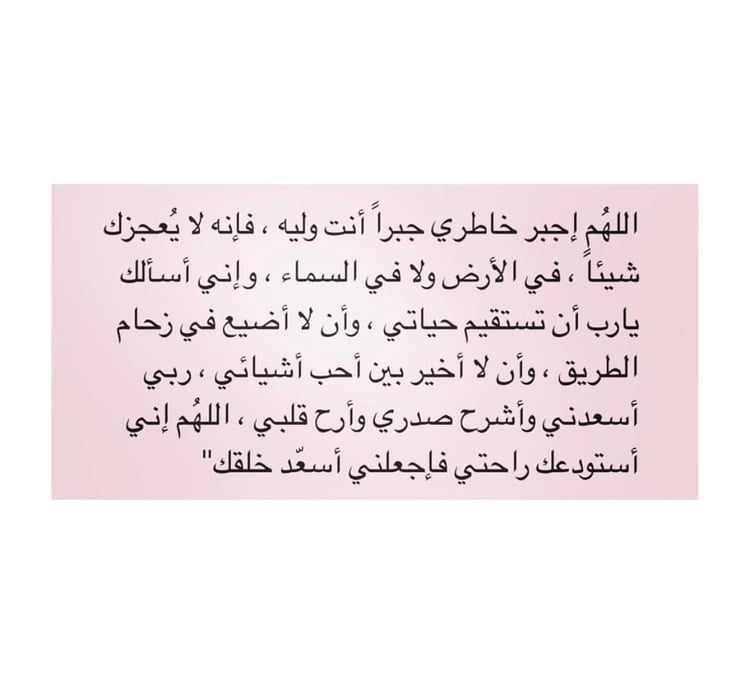 اللهُم إجبر خاطري جبراً أنت وليه ، فإنه لا يُعجزك
شيئاً ، في الأرض ولا في السماء ، وإني أسألك
يارب أن تستقيم حياتي ، وأن لا أضيع في زحام
الطريق ، وأن لا أخير بين أحب أشيائي ، ربي
أسعدني وأشرح صدري وأرح قلبي ، اللهُم إني
أستودعك راحتي فإجعلني أسعّد خلقك"